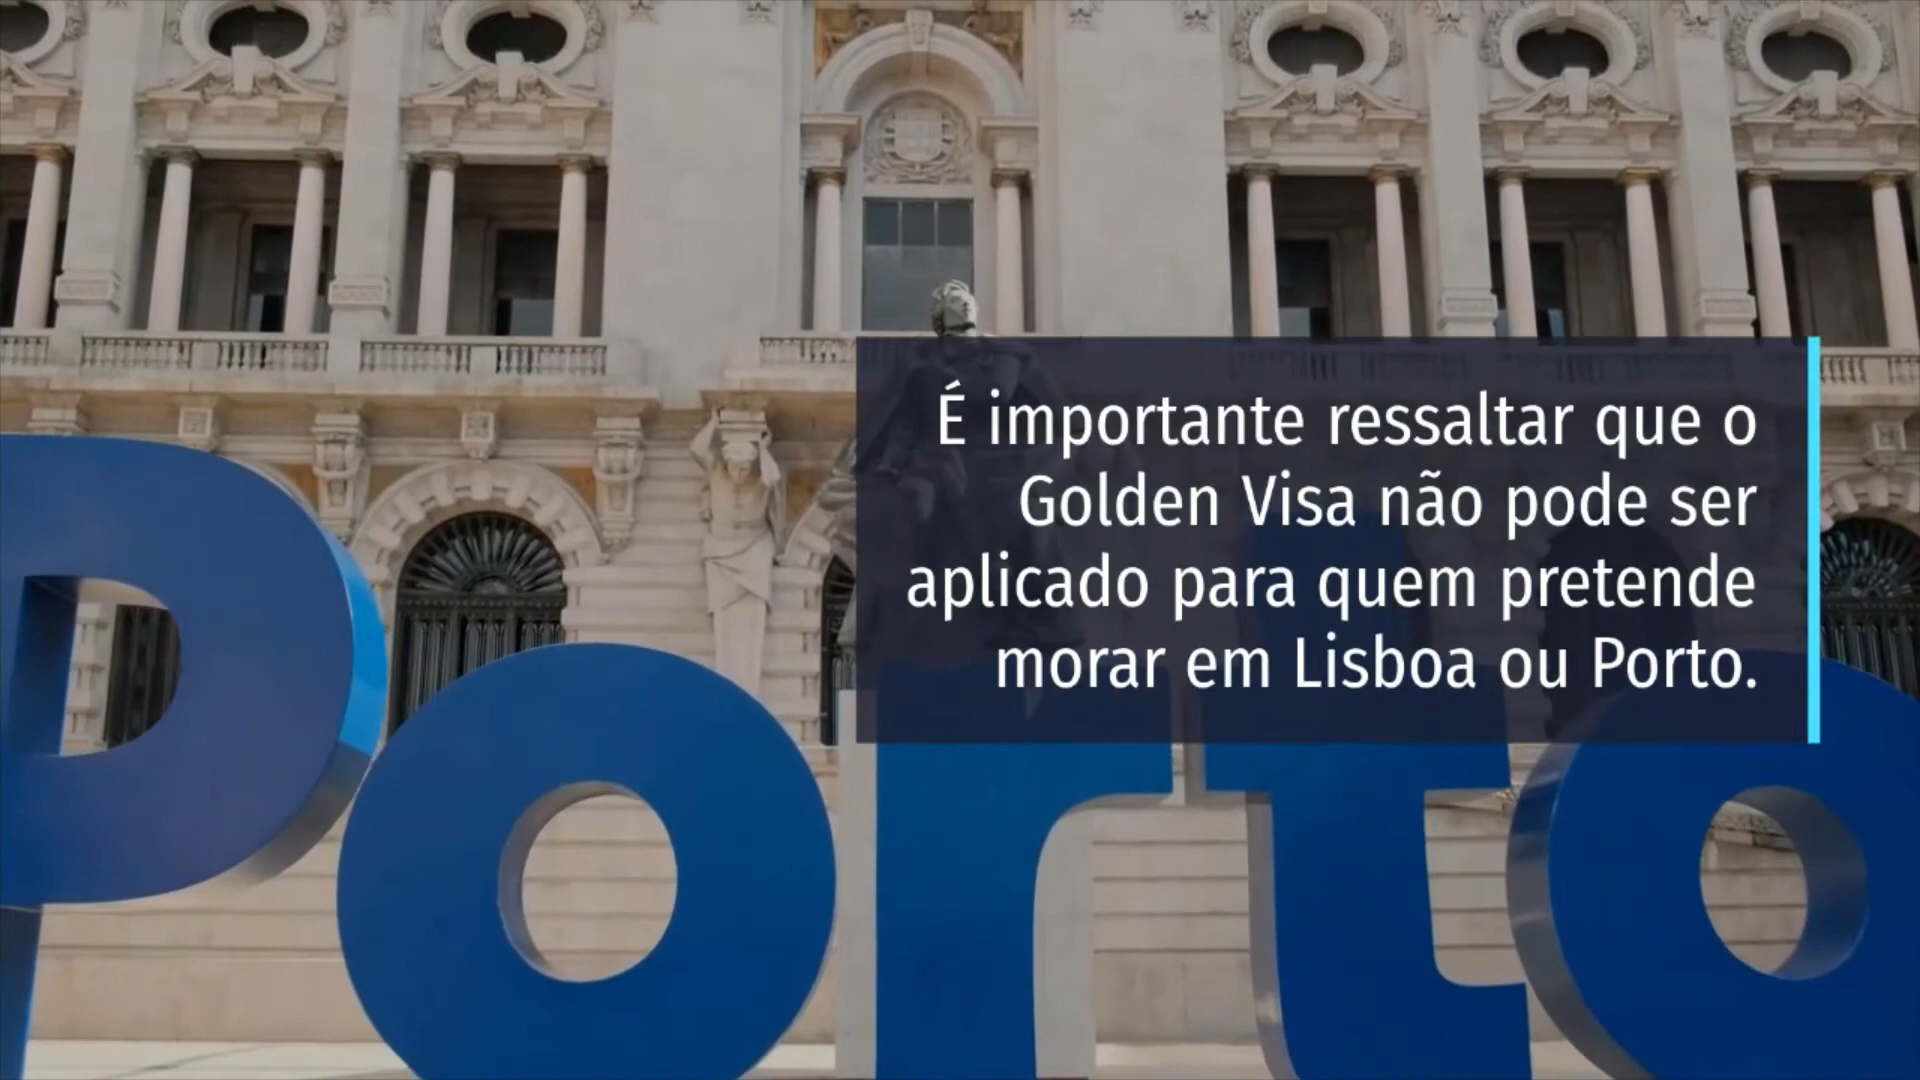 É importante ressaltar que o
Golden Visa não pode ser
aplicado para quem pretende
morar em Lisboa ou Porto.
Porto